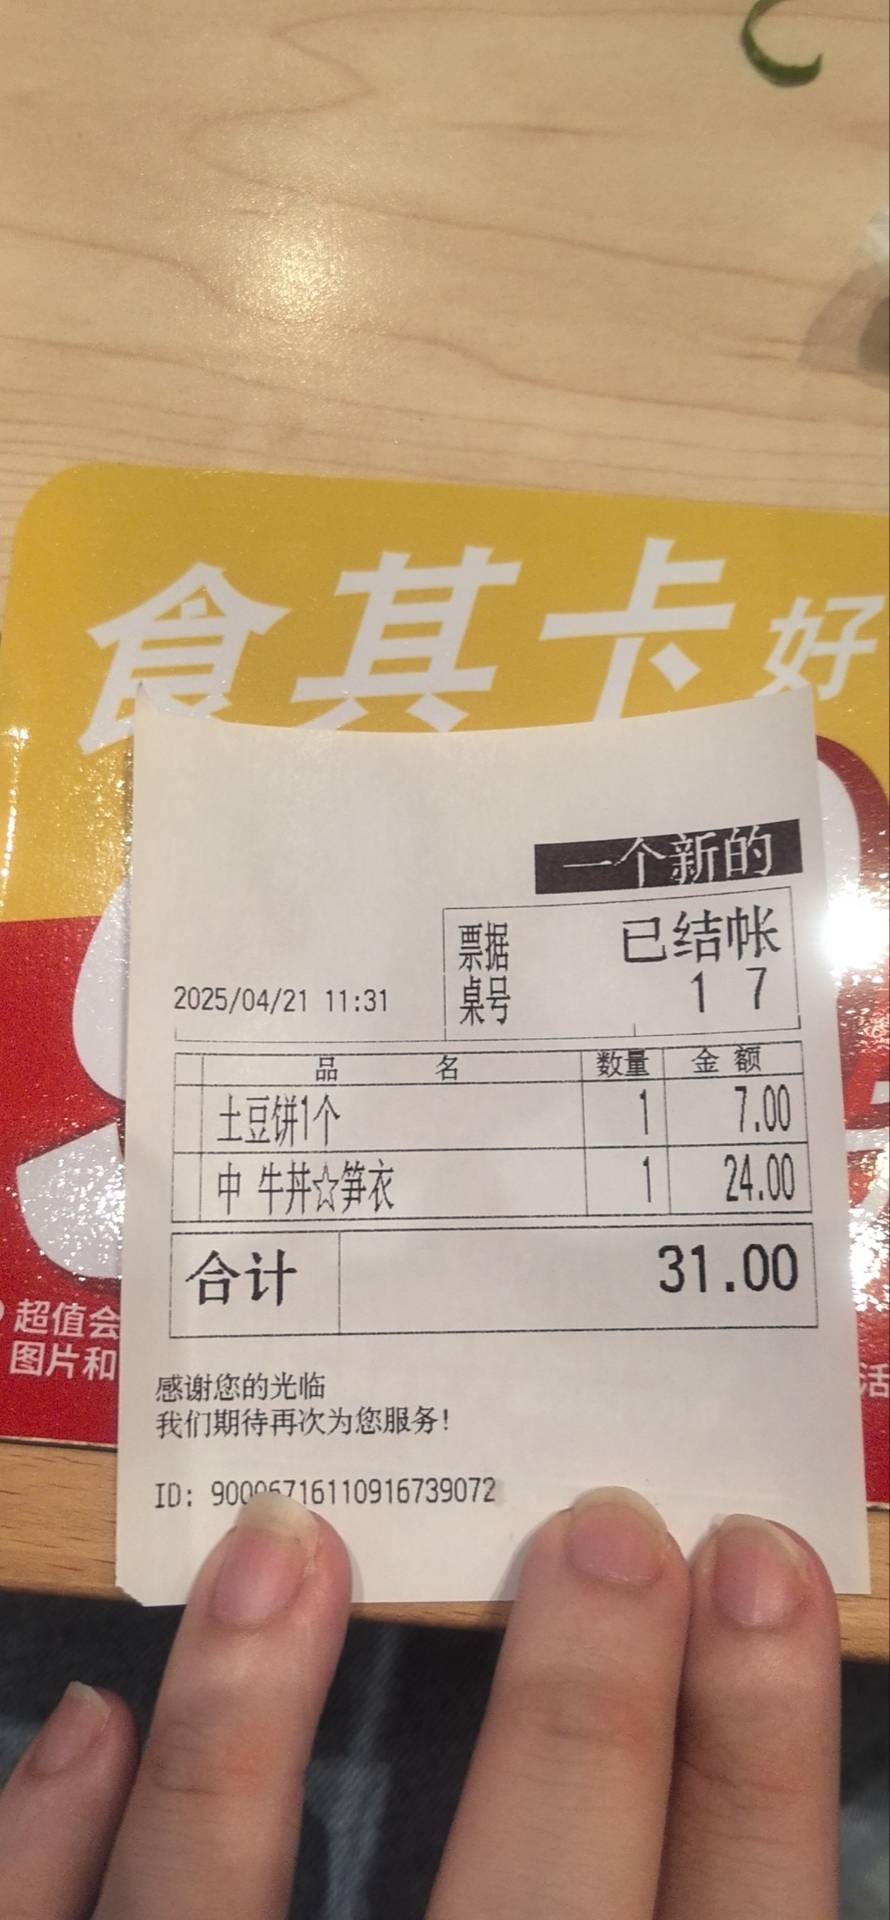 食其卡 好
一个新的
票据 已结帐
2025/04/21 11:31 桌号 1 7
品 名 数量 金 额
土豆饼1个 1 7.00
中 牛丼☆笋衣 1 24.00
合计 31.00
超值会
图片和
活
感谢您的光临
我们期待再次为您服务!
ID: 90006716110916739072